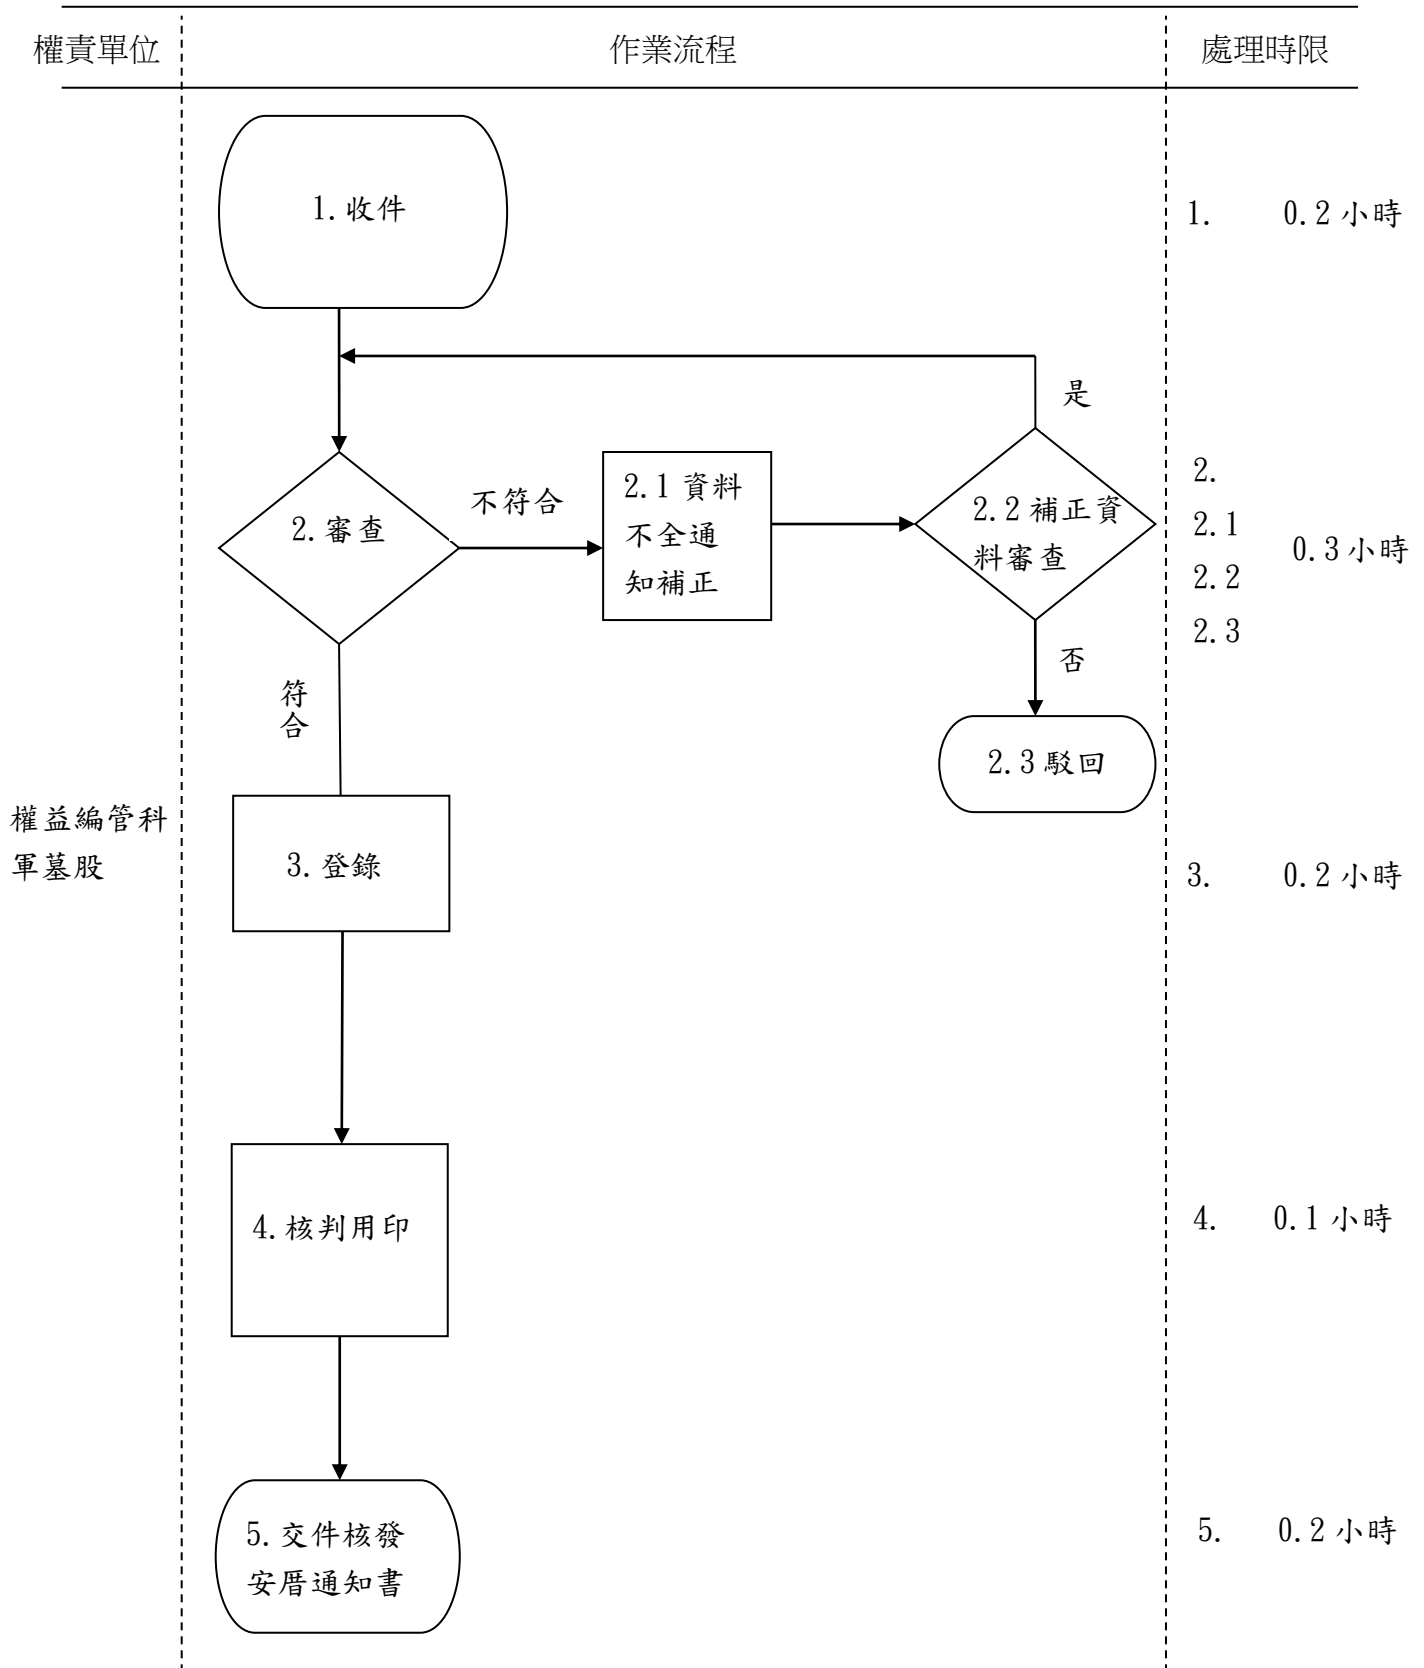 權責單位
作業流程
處理時限
1.收件
1. 0.2小時
是
不符合
2.審查
2.1資料
不全通
知補正
2.2補正資
料審查
2.
2.1
2.2
2.3
0.3小時
否
符
合
2.3駁回
權益編管科
軍墓股
3.登錄
3. 0.2小時
4.核判用印
4. 0.1小時
5.交件核發
安厝通知書
5. 0.2小時